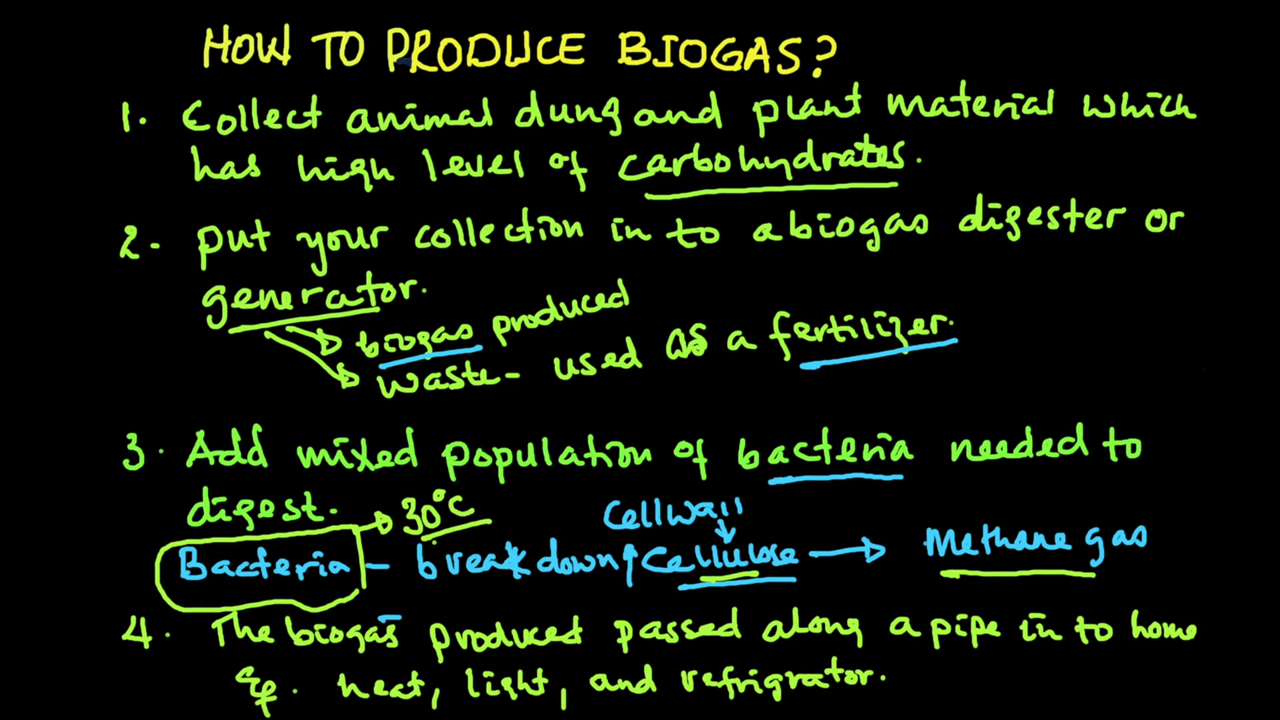 HOW TO PRODUCE BIOGAS?
1. Collect animal dung and plant material which
has high level of carbohydrates.
2. put your collection in to a biogas digester or
generator.
biogas produced
waste - used as a fertilizer.
3. Add mixed population of bacteria needed to
digest.
30°C
Cellwall
Bacteria - break down Cellulose → Methane gas
4. The biogas produced passed along a pipe in to home
heat, light, and refrigrator.